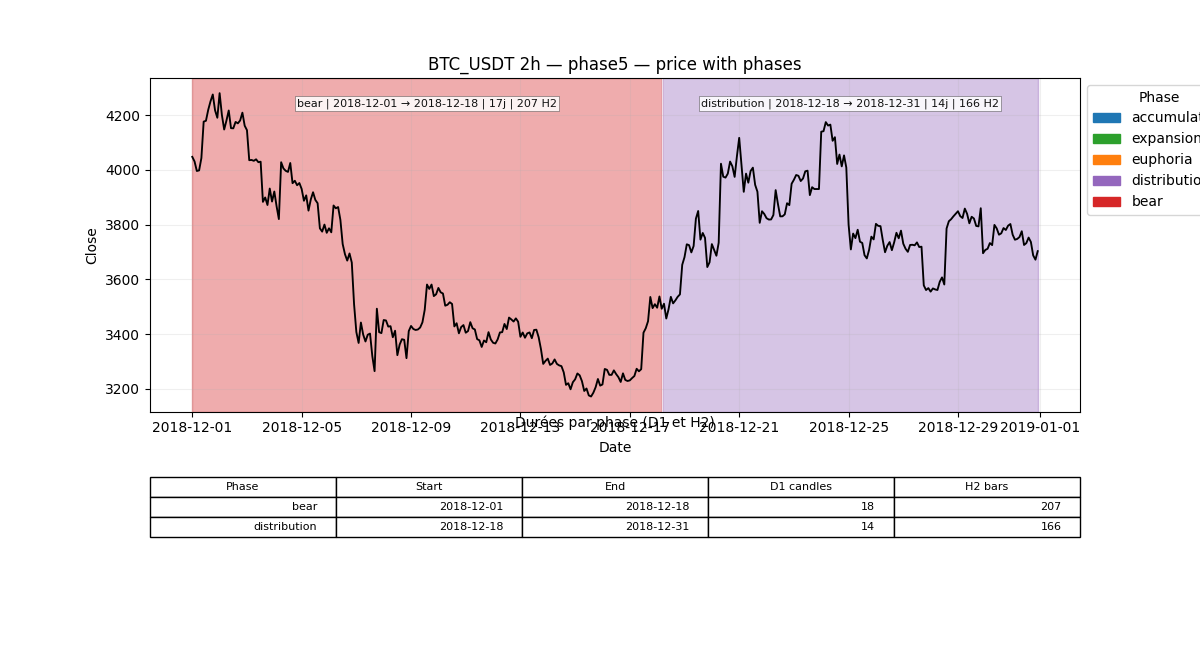 BTC_USDT 2h — phase5 — price with phases
bear | 2018-12-01 → 2018-12-18 | 17j | 207 H2
distribution | 2018-12-18 → 2018-12-31 | 14j | 166 H2
Phase
accumulat
expansion
euphoria
distributio
bear
Close
4200
4000
3800
3600
3400
3200
2018-12-01 2018-12-05 2018-12-09 2018-12-13 2018-12-17 2018-12-21 2018-12-25 2018-12-29 2019-01-01
Durées par phase (D1 et H2)
Date
Phase Start End D1 candles H2 bars
bear 2018-12-01 2018-12-18 18 207
distribution 2018-12-18 2018-12-31 14 166